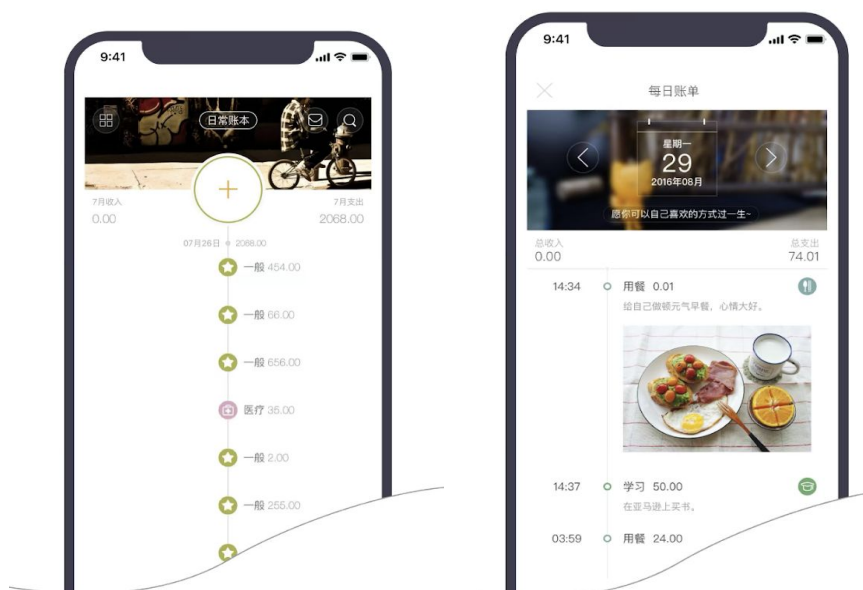 9:41
日常账本
7月收入
0.00
7月支出
2068.00
07月26日 2068.00
一般 454.00
一般 66.00
一般 656.00
医疗 35.00
一般 2.00
一般 255.00
9:41
每日账单
星期一
29
2016年08月
愿你可以自己喜欢的方式过一生~
总收入
0.00
总支出
74.01
14:34 用餐 0.01
给自己做顿元气早餐，心情大好。
14:37 学习 50.00
在亚马逊上买书。
03:59 用餐 24.00